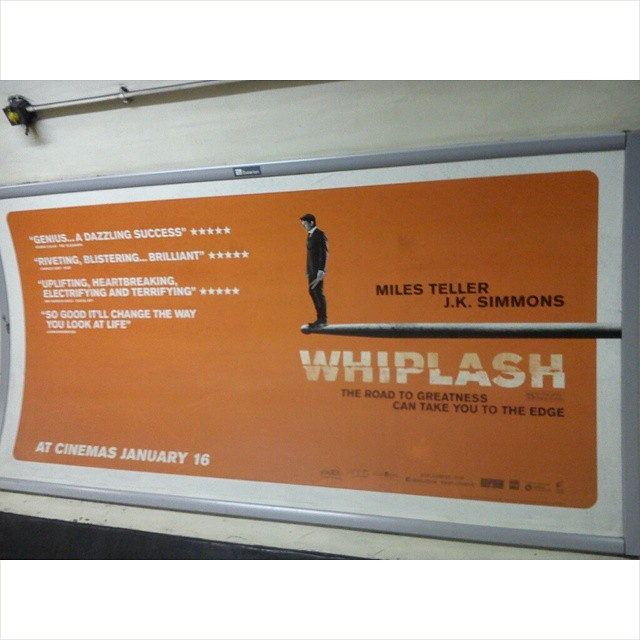 "GENIUS... A DAZZLING SUCCESS" ★★★★★
"RIVETING, BLISTERING... BRILLIANT" ★★★★★
"UPLIFTING, HEARTBREAKING,
ELECTRIFYING AND TERRIFYING" ★★★★★
"SO GOOD IT'LL CHANGE THE WAY
YOU LOOK AT LIFE"
MILES TELLER
J.K. SIMMONS
WHIPLASH
THE ROAD TO GREATNESS
CAN TAKE YOU TO THE EDGE
AT CINEMAS JANUARY 16